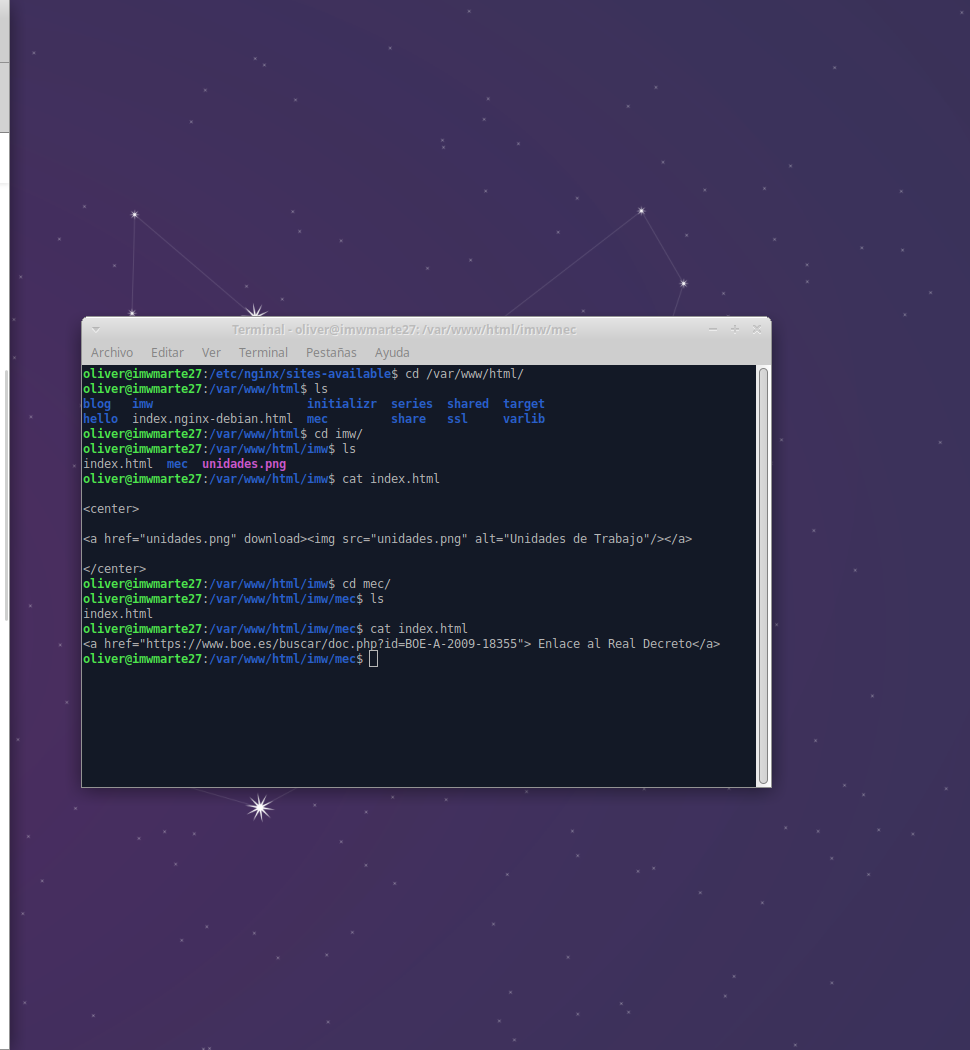 Terminal - oliver@imwmarte27: /var/www/html/imw/mec
Archivo Editar Ver Terminal Pestañas Ayuda
oliver@imwmarte27:/etc/nginx/sites-available$ cd /var/www/html/
oliver@imwmarte27:/var/www/html$ ls
blog imw initializr series shared target
hello index.nginx-debian.html mec share ssl varlib
oliver@imwmarte27:/var/www/html$ cd imw/
oliver@imwmarte27:/var/www/html/imw$ ls
index.html mec unidades.png
oliver@imwmarte27:/var/www/html/imw$ cat index.html
<center>
<a href="unidades.png" download><img src="unidades.png" alt="Unidades de Trabajo"/></a>
</center>
oliver@imwmarte27:/var/www/html/imw$ cd mec/
oliver@imwmarte27:/var/www/html/imw/mec$ ls
index.html
oliver@imwmarte27:/var/www/html/imw/mec$ cat index.html
<a href="https://www.boe.es/buscar/doc.php?id=BOE-A-2009-18355"> Enlace al Real Decreto</a>
oliver@imwmarte27:/var/www/html/imw/mec$